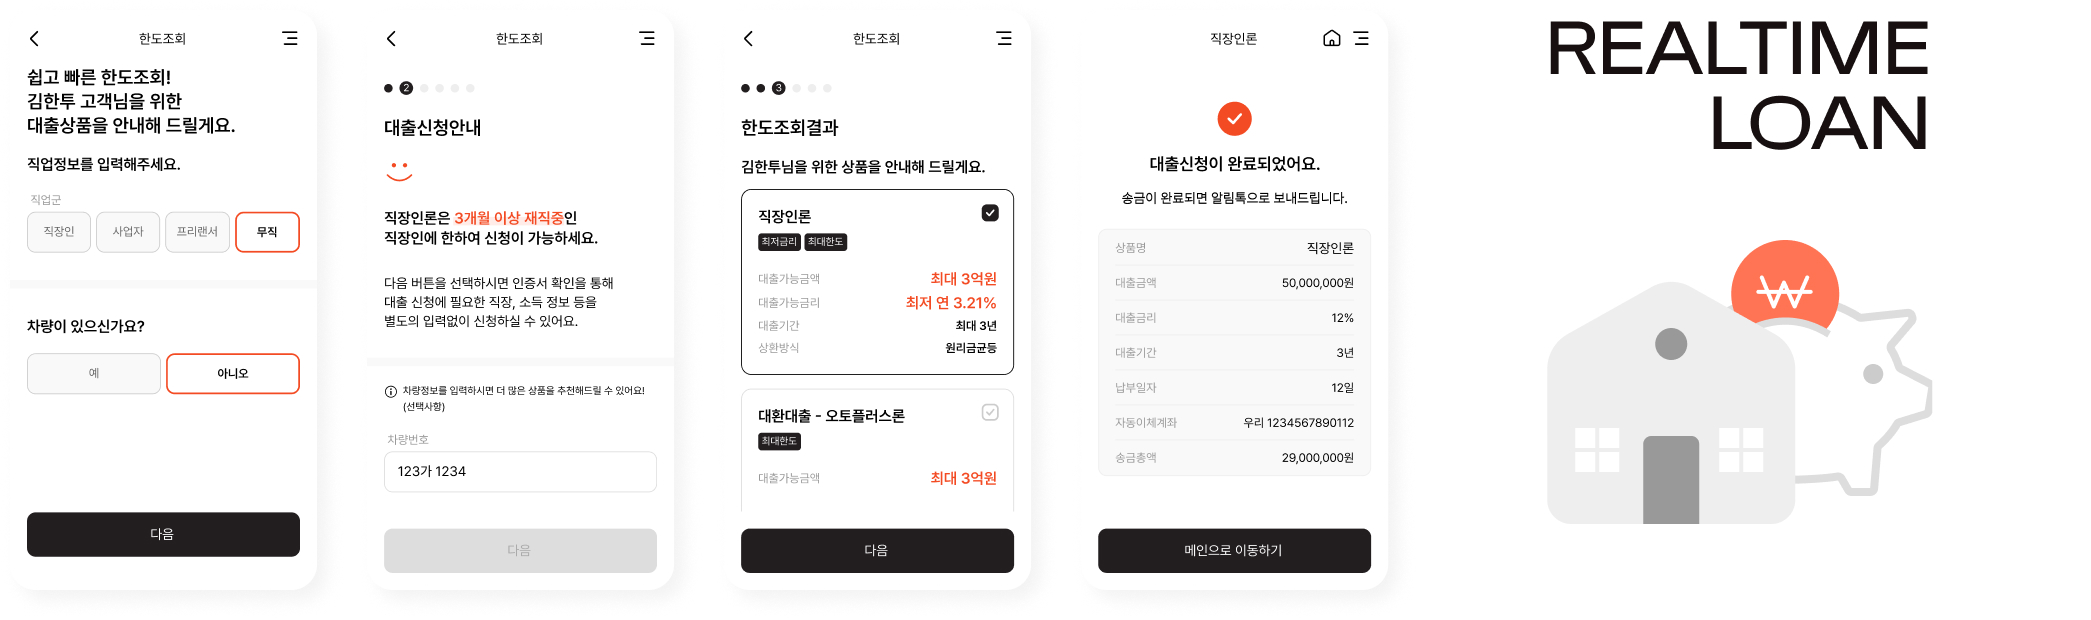 한도조회
쉽고 빠른 한도조회!
김한투 고객님을 위한
대출상품을 안내해 드릴게요.
직업정보를 입력해주세요.
직업군
직장인 사업자 프리랜서 무직
차량이 있으신가요?
예 아니오
다음
한도조회
2
대출신청안내
직장인론은 3개월 이상 재직중인
직장인에 한하여 신청이 가능하세요.
다음 버튼을 선택하시면 인증서 확인을 통해
대출 신청에 필요한 직장, 소득 정보 등을
별도의 입력없이 신청하실 수 있어요.
차량정보를 입력하시면 더 많은 상품을 추천해드릴 수 있어요!
(선택사항)
차량번호
123가 1234
다음
한도조회
3
한도조회결과
김한투님을 위한 상품을 안내해 드릴게요.
직장인론
최저금리 최대한도
대출가능금액 최대 3억원
대출가능금리 최저 연 3.21%
대출기간 최대 3년
상환방식 원리금균등
대환대출 - 오토플러스론
최대한도
대출가능금액 최대 3억원
다음
직장인론
대출신청이 완료되었어요.
송금이 완료되면 알림톡으로 보내드립니다.
상품명 직장인론
대출금액 50,000,000원
대출금리 12%
대출기간 3년
납부일자 12일
자동이체계좌 우리 1234567890112
송금총액 29,000,000원
메인으로 이동하기
REALTIME
LOAN
₩